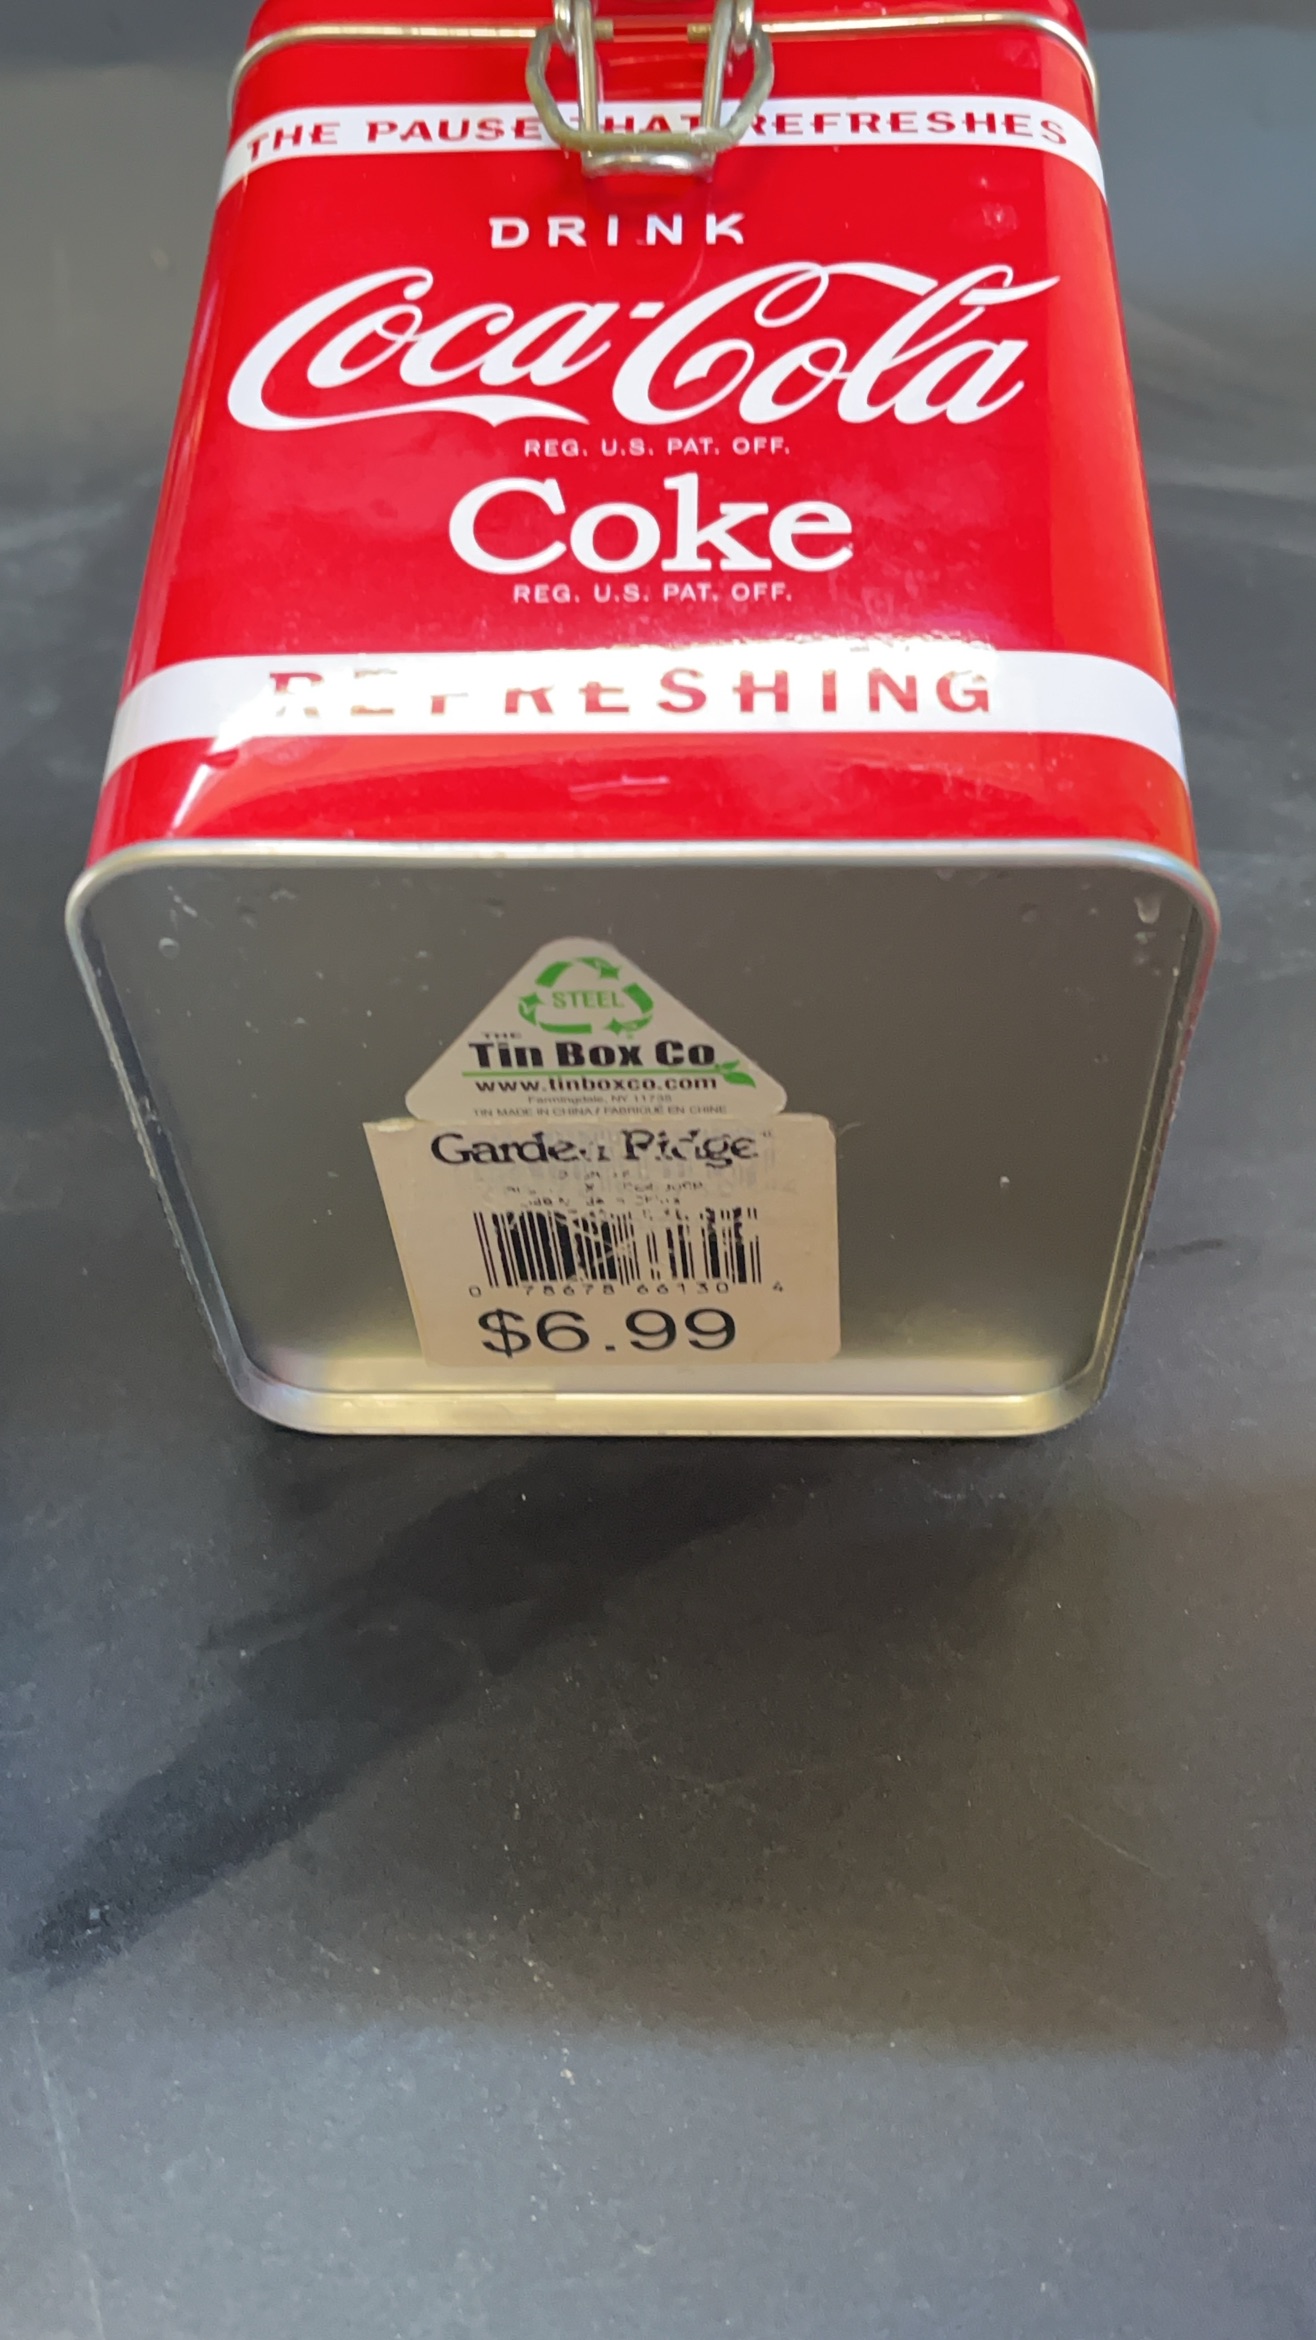 THE PAUSE THAT REFRESHES
DRINK
Coca-Cola
REG. U.S. PAT. OFF.
Coke
REG. U.S. PAT. OFF.
REFRESHING
STEEL
THE
Tin Box Co
www.tinboxco.com
Farmingdale, NY 11735
TIN MADE IN CHINA / FABRIQUÉ EN CHINE
Garden Ridge
0 78678 66130 4
$6.99